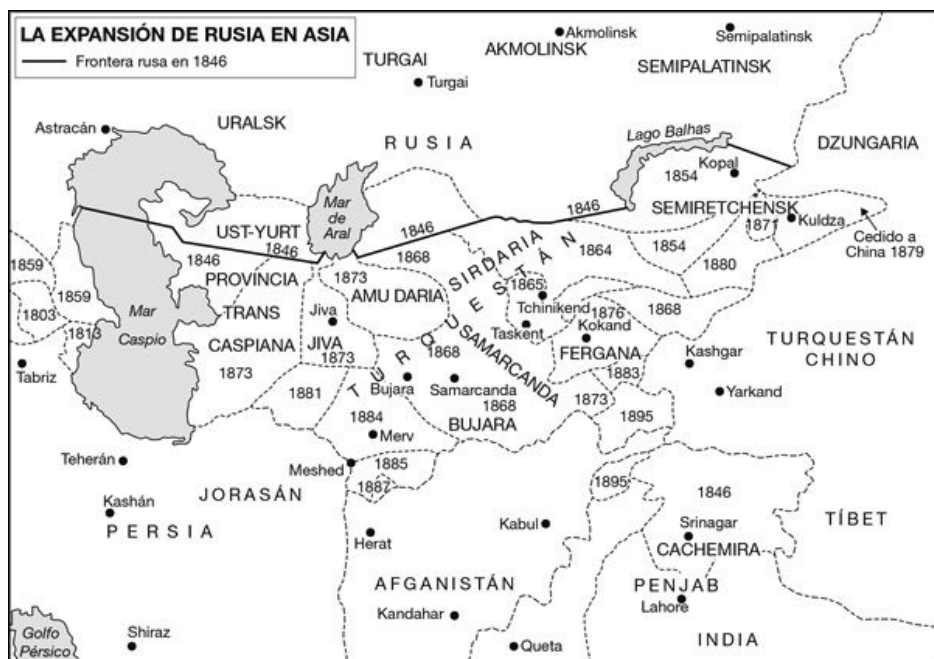 LA EXPANSIÓN DE RUSIA EN ASIA
Frontera rusa en 1846
Akmolinsk
Semipalatinsk
AKMOLINSK
TURGAI
SEMIPALATINSK
Turgai
Astracán
URALSK
RUSIA
Lago Balhas
DZUNGARIA
Kopal
1854
Mar
de
Aral
SEMIRETCHENSK
1871
Kuldza
Cedido a
China 1879
UST-YURT
1846
1846
1846
1846
1868
SIRDARIA
1864
1854
1880
1859
1859
1803
1813
PROVINCIA
TRANS
CASPIANA
1873
Mar
Caspio
1873
AMU DARIA
Jiva
JIVA
1873
1865
Tchinikend
Taskent
1876
Kokand
1868
FERGANA
TURQUESTÁN
SAMARCANDA
TURQUESTÁN
CHINO
Kashgar
Yarkand
Tabriz
1868
1883
1881
Bujara
Samarcanda
1868
1873
1884
BUJARA
1895
Merv
Teherán
Meshed
1885
1887
1895
1846
Kashán
JORASÁN
PERSIA
Herat
Kabul
Srinagar
CACHEMIRA
TÍBET
AFGANISTÁN
PENJAB
Lahore
Kandahar
Golfo
Pérsico
Shiraz
Queta
INDIA